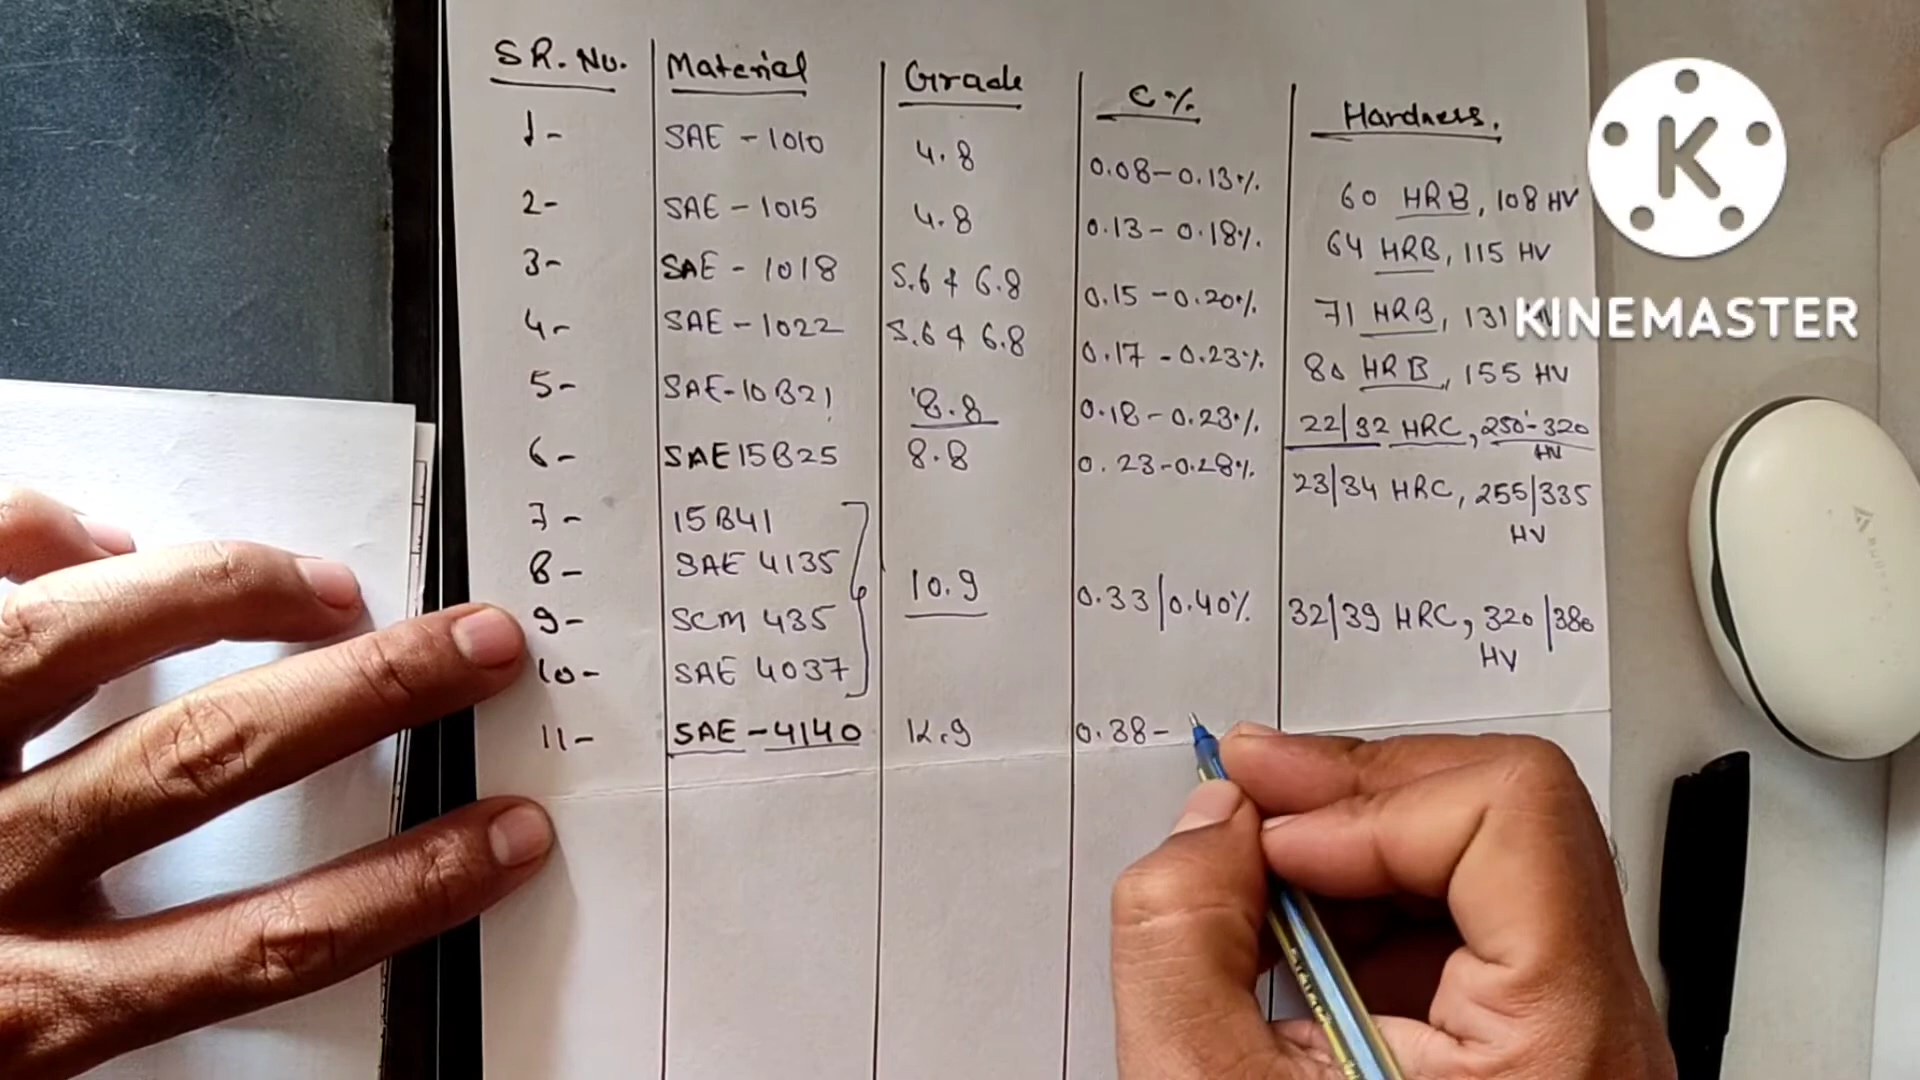 SR. No. Material Grade C% Hardness.
1- SAE - 1010 4.8 0.08-0.13% 60 HRB, 108 HV
2- SAE - 1015 4.8 0.13 - 0.18% 64 HRB, 115 HV
3- SAE - 1018 5.6 & 6.8 0.15 - 0.20% 71 HRB, 131
4- SAE - 1022 5.6 & 6.8 0.17 - 0.23% 80 HRB, 155 HV
5- SAE-10B21 8.8 0.18 - 0.23% 22/32 HRC, 250-320 HV
6- SAE15B25 8.8 0.23-0.28% 23/34 HRC, 255/335 HV
7- 15B41
8- SAE 4135
10.9 0.33/0.40% 32/39 HRC, 320/380 HV
9- SCM 435
10- SAE 4037
11- SAE-4140 12.9 0.38-
K
KINEMASTER